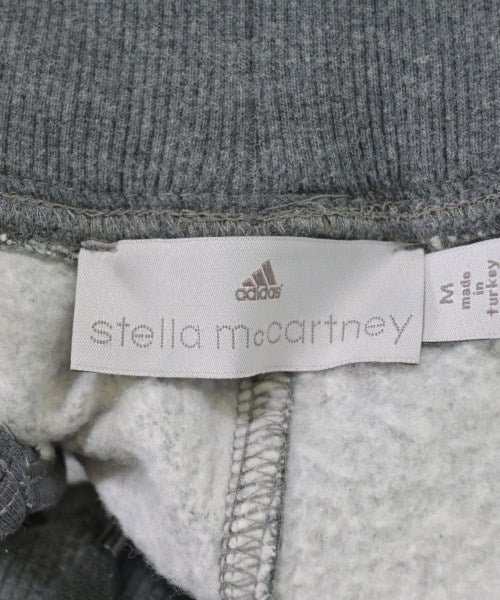 adidas
stella mccartney
M
made
in
turkey